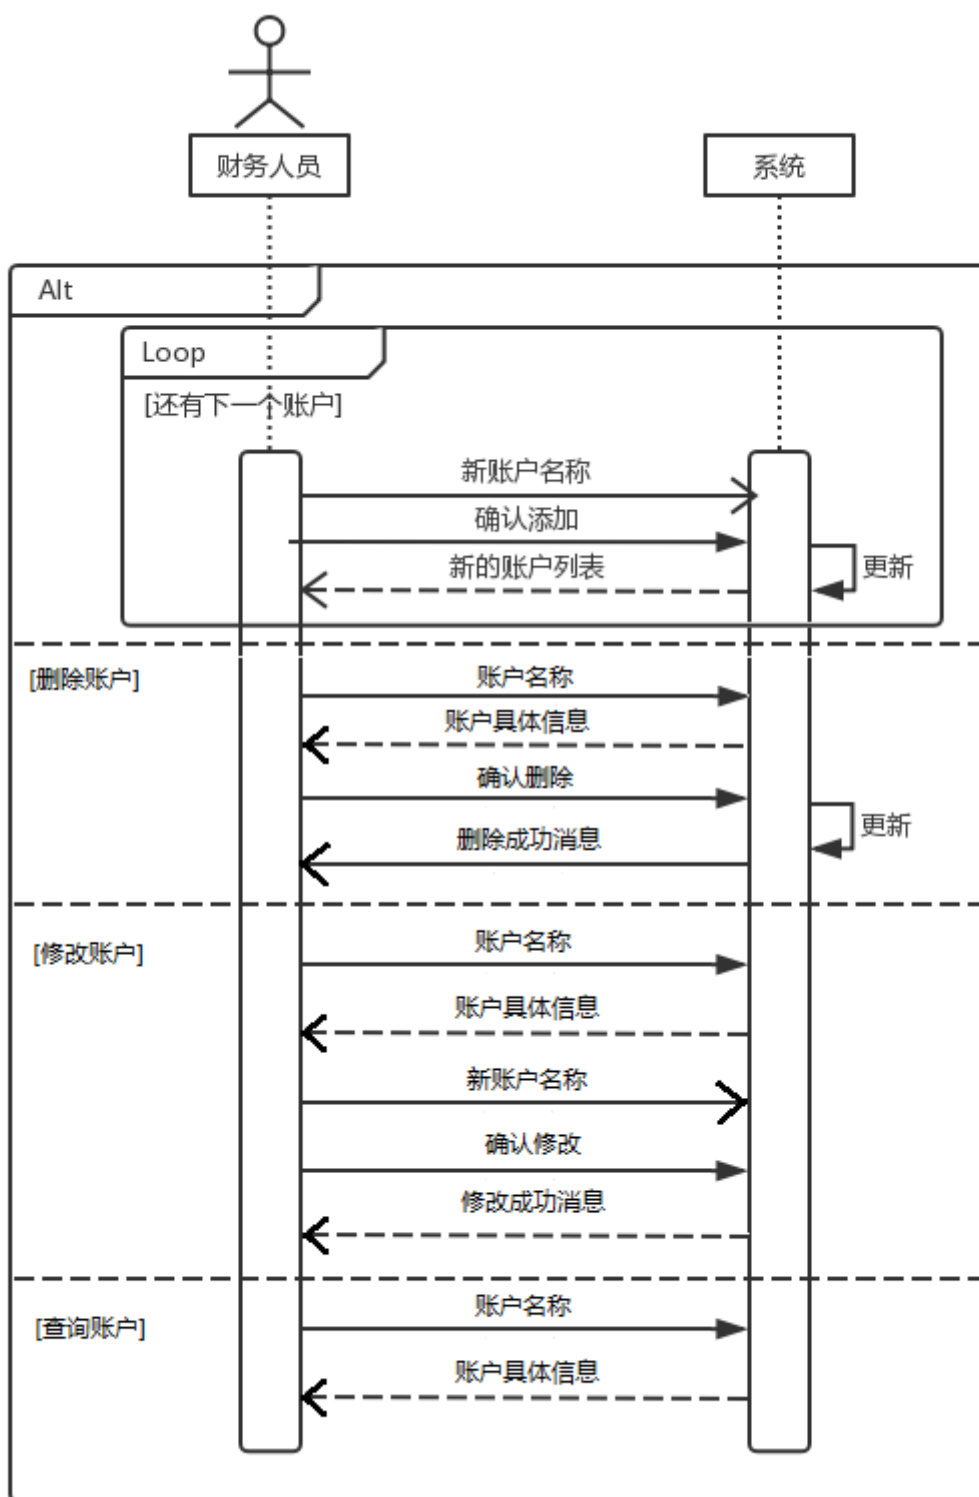 财务人员
系统
Alt
Loop
[还有下一个账户]
新账户名称
确认添加
新的账户列表
更新
[删除账户]
账户名称
账户具体信息
确认删除
更新
删除成功消息
[修改账户]
账户名称
账户具体信息
新账户名称
确认修改
修改成功消息
[查询账户]
账户名称
账户具体信息